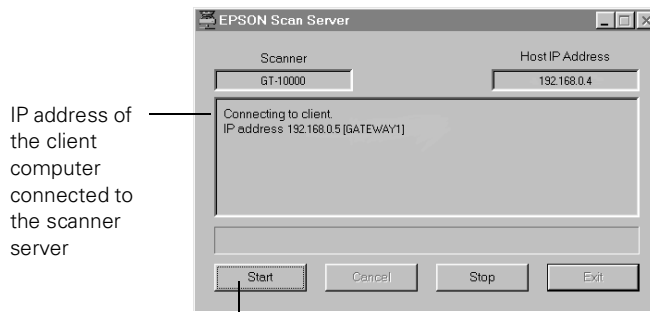 EPSON Scan Server
Scanner
Host IP Address
GT-10000
192.168.0.4
Connecting to client.
IP address 192.168.0.5 [GATEWAY1]
IP address of
the client
computer
connected to
the scanner
server
Start
Cancel
Stop
Exit